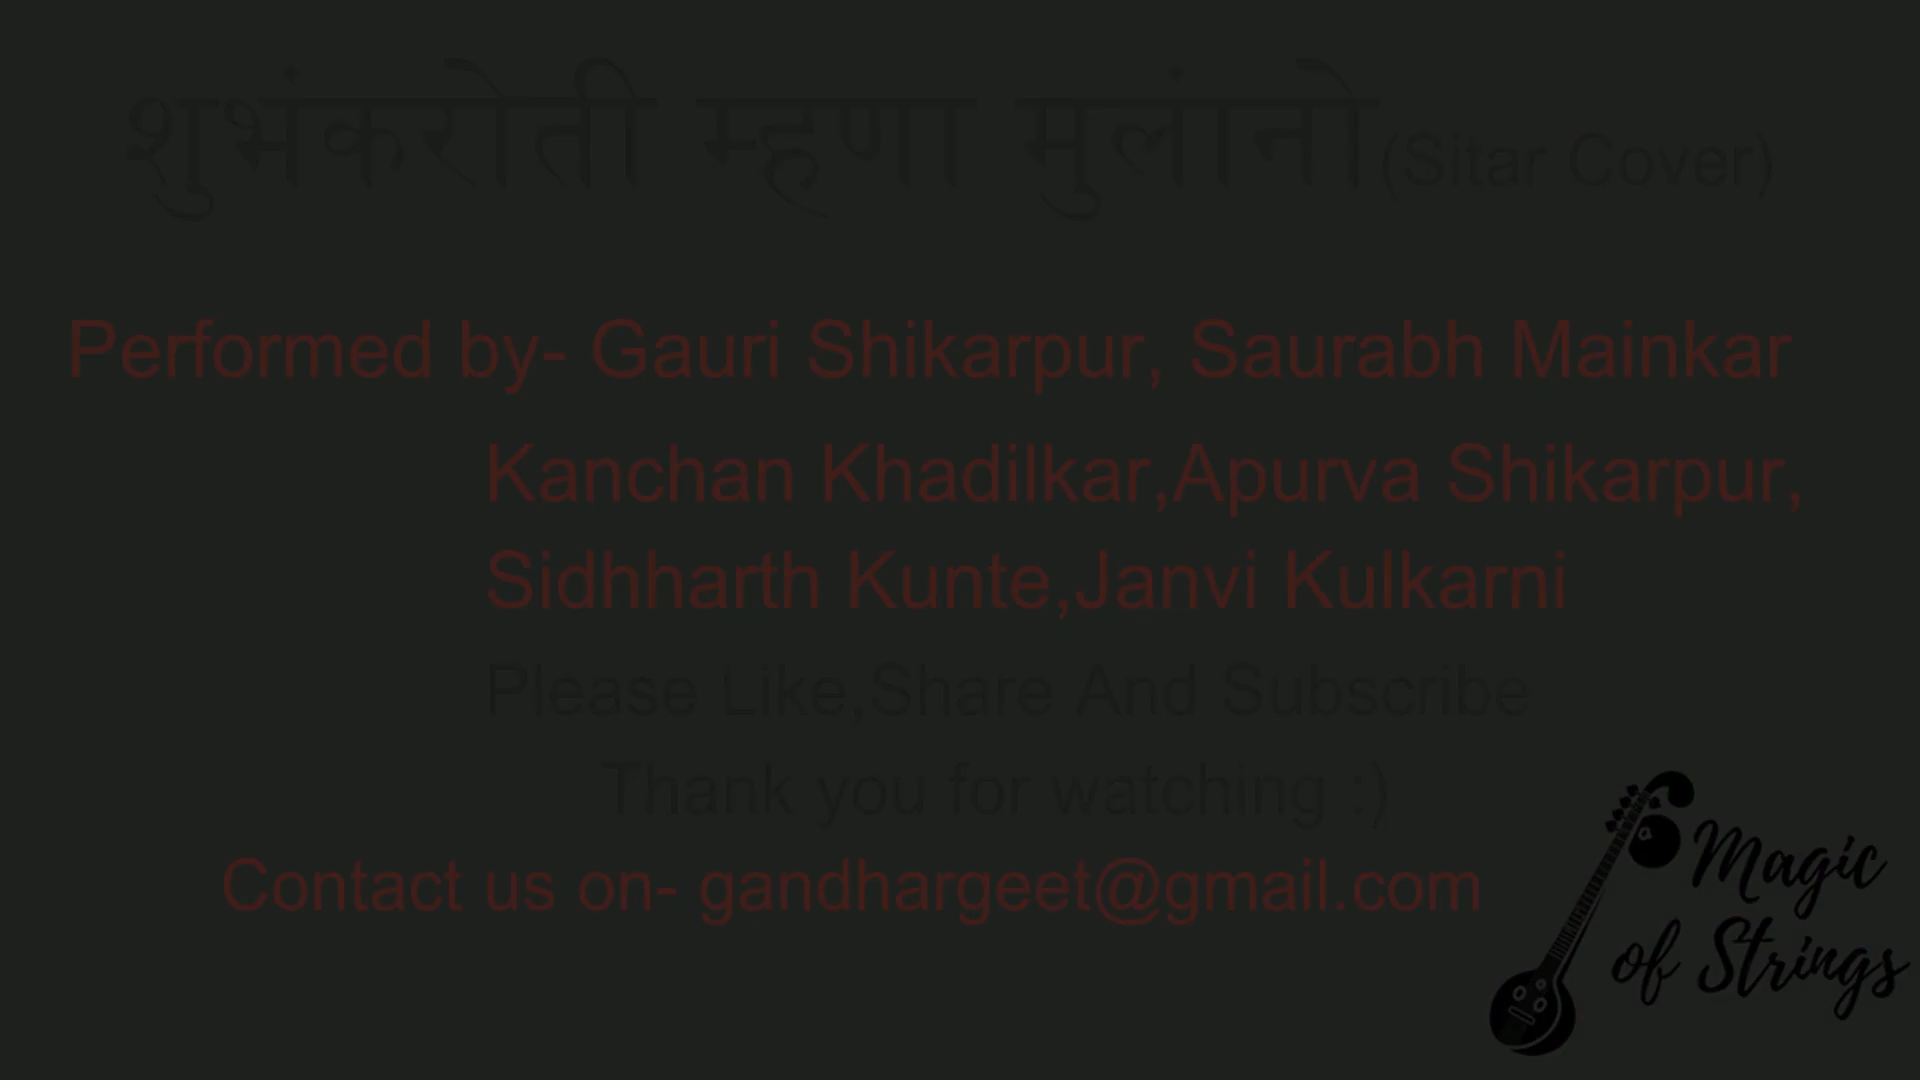 शुभंकरोती म्हणा मुलांनो(Sitar Cover)
Performed by- Gauri Shikarpur, Saurabh Mainkar
Kanchan Khadilkar,Apurva Shikarpur,
Sidhharth Kunte,Janvi Kulkarni
Please Like,Share And Subscribe
Thank you for watching :)
Contact us on- gandhargeet@gmail.com
Magic
of Strings